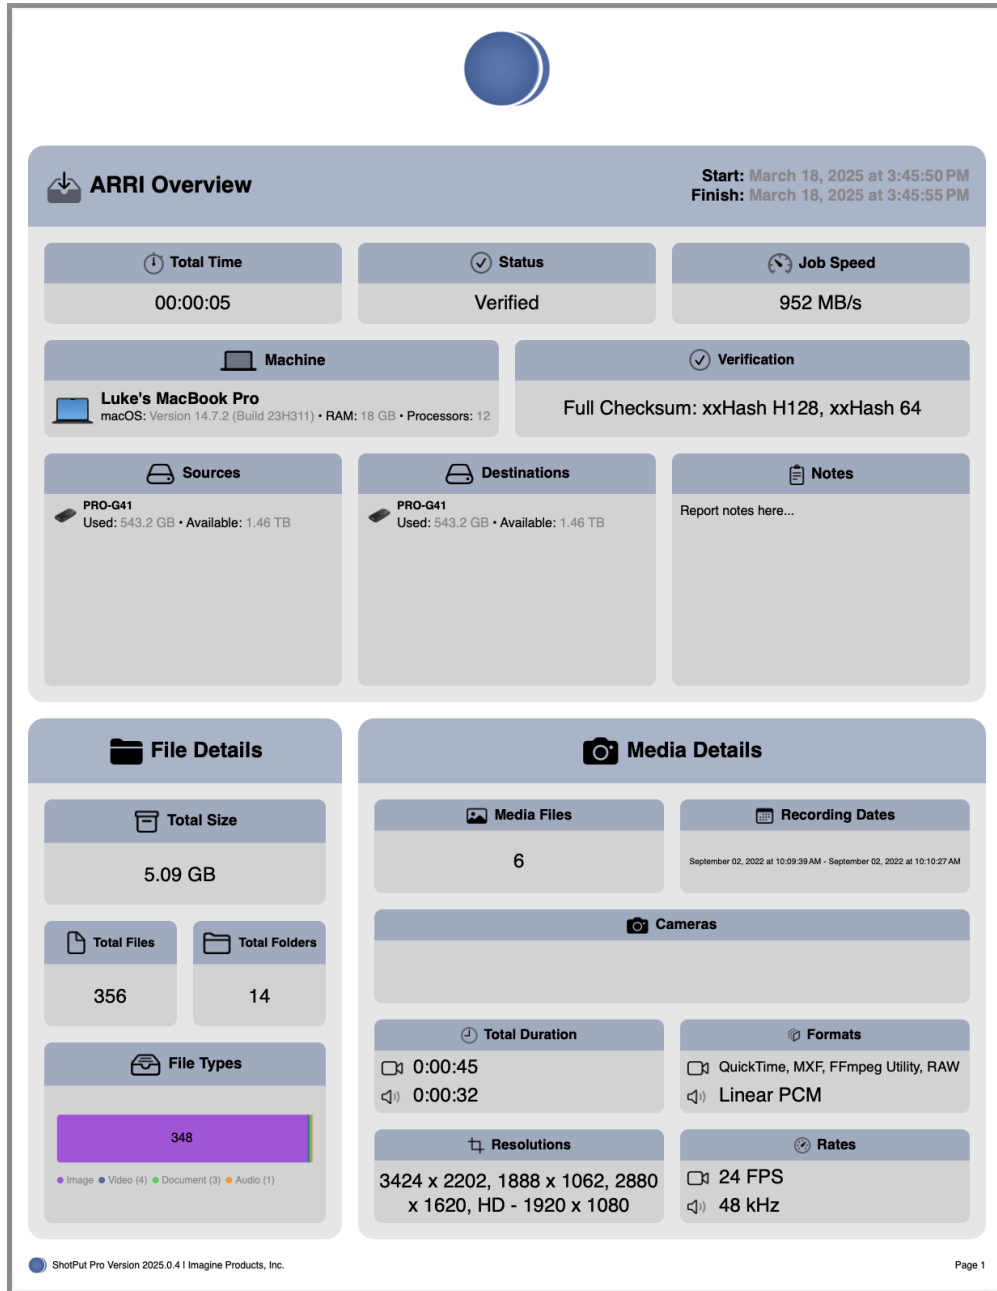 ARRI Overview
Start: March 18, 2025 at 3:45:50 PM
Finish: March 18, 2025 at 3:45:55 PM
Total Time
00:00:05
Status
Verified
Job Speed
952 MB/s
Machine
Luke's MacBook Pro
macOS: Version 14.7.2 (Build 23H311) • RAM: 18 GB • Processors: 12
Verification
Full Checksum: xxHash H128, xxHash 64
Sources
PRO-G41
Used: 543.2 GB • Available: 1.46 TB
Destinations
PRO-G41
Used: 543.2 GB • Available: 1.46 TB
Notes
Report notes here...
File Details
Total Size
5.09 GB
Total Files
356
Total Folders
14
File Types
348
Image Video (4) Document (3) Audio (1)
Media Details
Media Files
6
Recording Dates
September 02, 2022 at 10:09:39 AM - September 02, 2022 at 10:10:27 AM
Cameras
Total Duration
0:00:45
0:00:32
Formats
QuickTime, MXF, FFmpeg Utility, RAW
Linear PCM
Resolutions
3424 x 2202, 1888 x 1062, 2880
x 1620, HD - 1920 x 1080
Rates
24 FPS
48 kHz
ShotPut Pro Version 2025.0.4 | Imagine Products, Inc.
Page 1